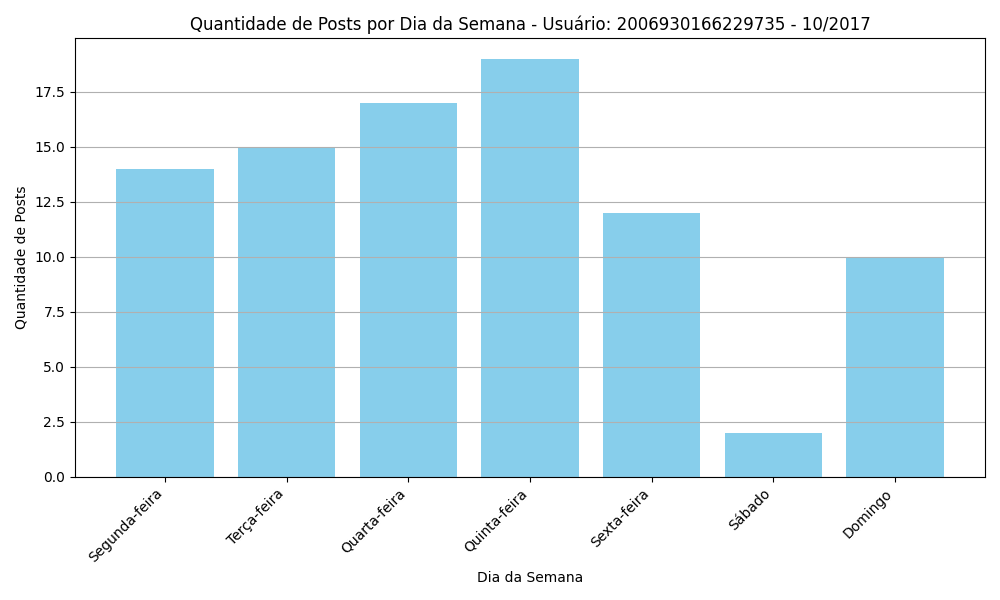 Quantidade de Posts por Dia da Semana - Usuário: 2006930166229735 - 10/2017
Quantidade de Posts
17.5
15.0
12.5
10.0
7.5
5.0
2.5
0.0
Segunda-feira
Terça-feira
Quarta-feira
Quinta-feira
Sexta-feira
Sábado
Domingo
Dia da Semana